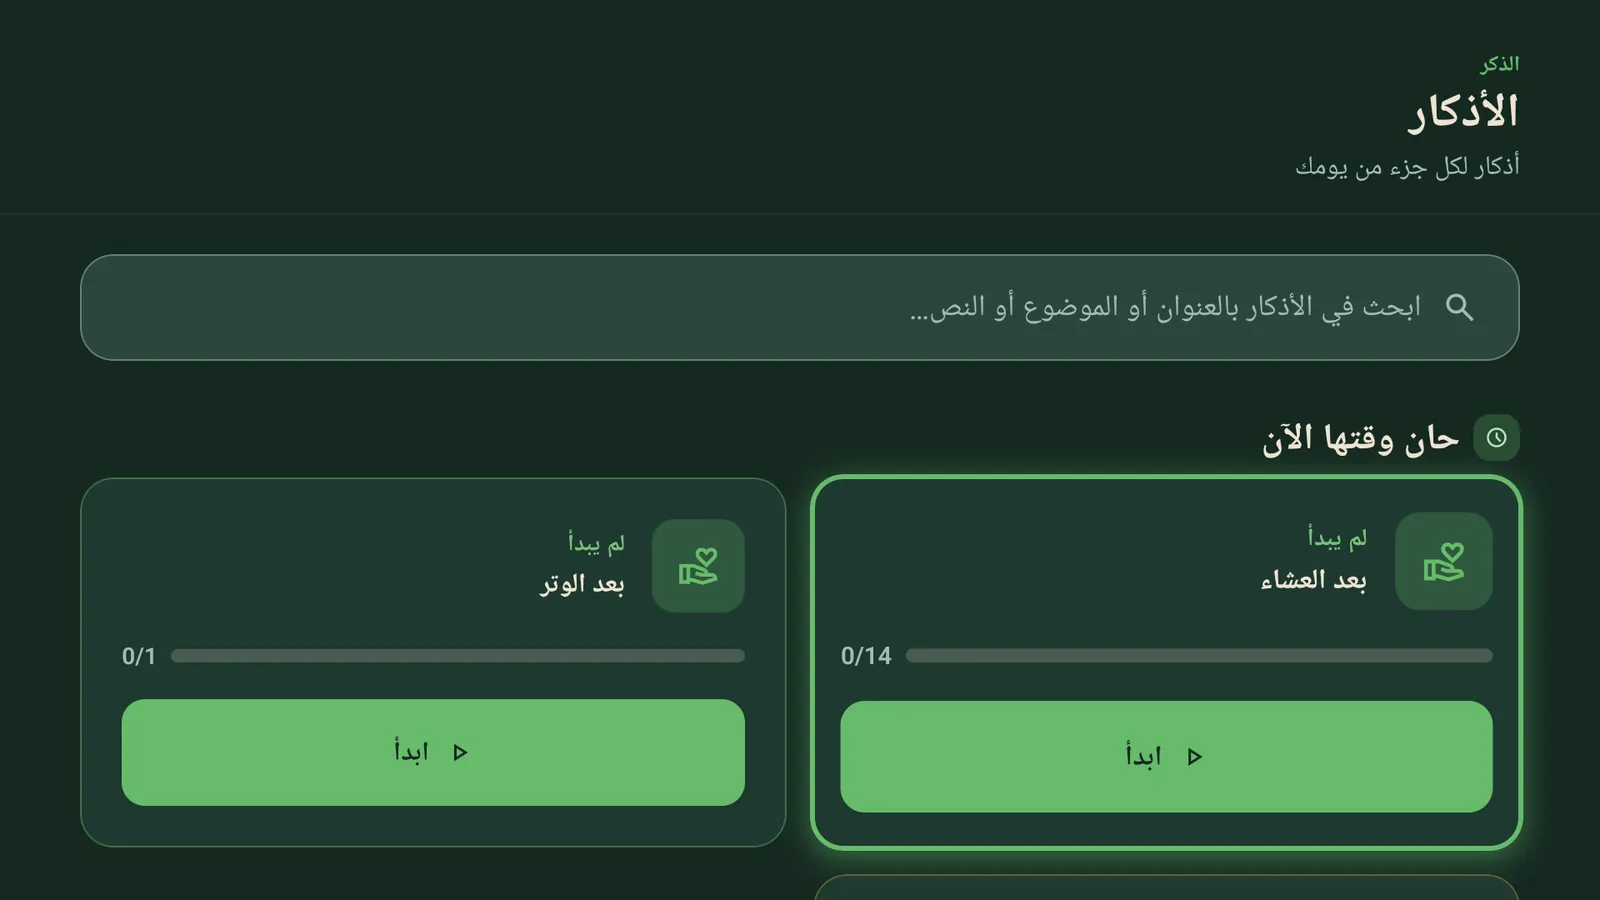 الذكر
الأذكار
أذكار لكل جزء من يومك
ابحث في الأذكار بالعنوان أو الموضوع أو النص...
حان وقتها الآن
لم يبدأ
بعد العشاء
0/14
ابدأ
لم يبدأ
بعد الوتر
0/1
ابدأ